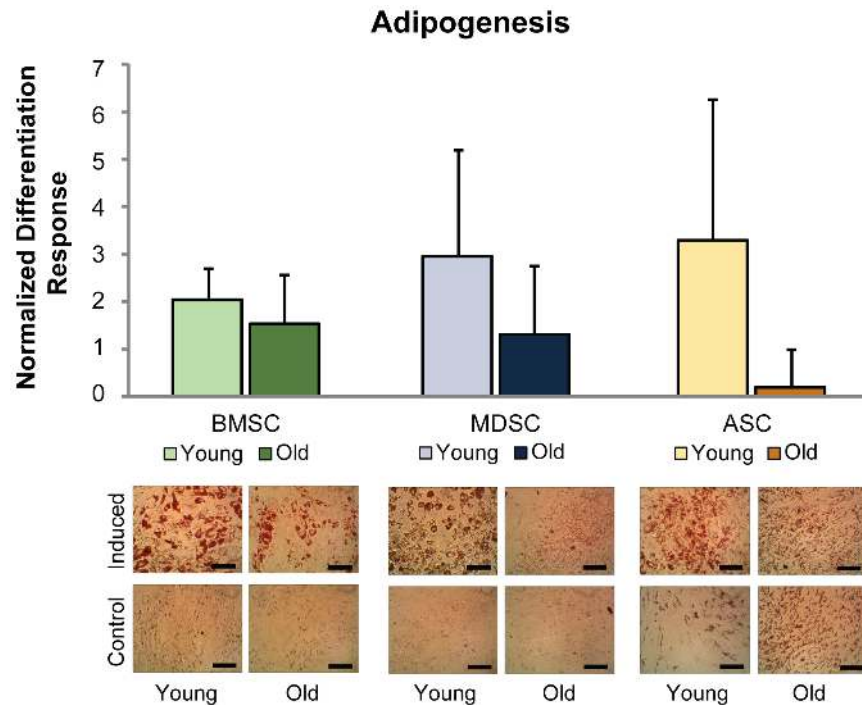 Adipogenesis
Normalized Differentiation
Response
7
6
5
4
3
2
1
0
BMSC MDSC ASC
Young Old Young Old Young Old
Induced
Control
Young Old Young Old Young Old